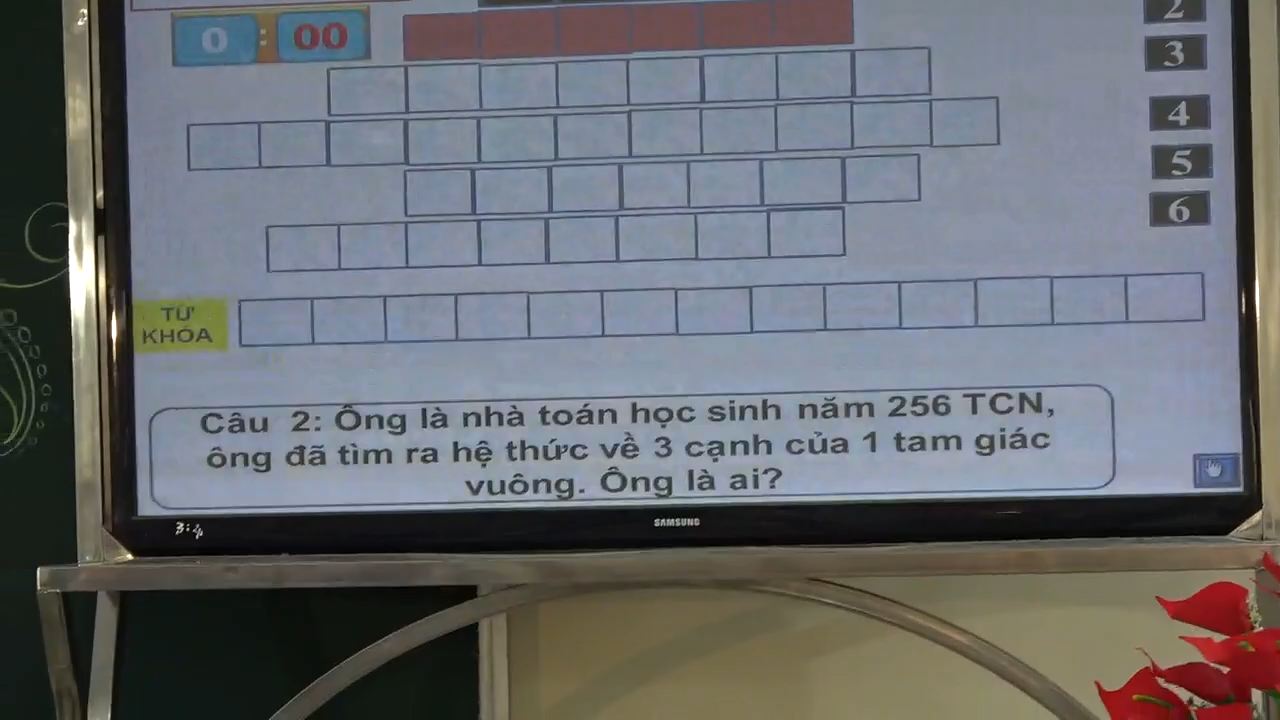 0 : 00
2
3
4
5
6
TỪ
KHÓA
Câu 2: Ông là nhà toán học sinh năm 256 TCN,
ông đã tìm ra hệ thức về 3 cạnh của 1 tam giác
vuông. Ông là ai?
SAMSUNG